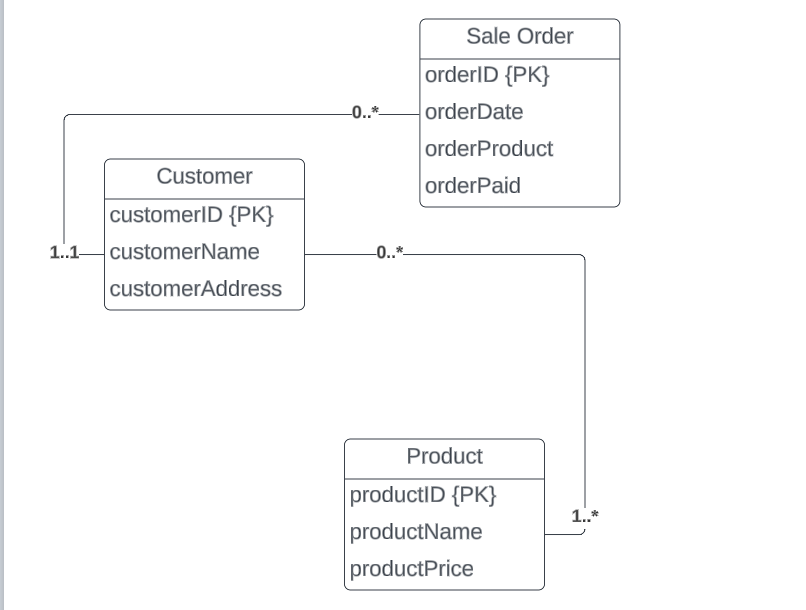 Sale Order
orderID {PK}
orderDate
orderProduct
orderPaid
0..*
Customer
customerID {PK}
customerName
customerAddress
1..1
0..*
Product
productID {PK}
productName
productPrice
1..*